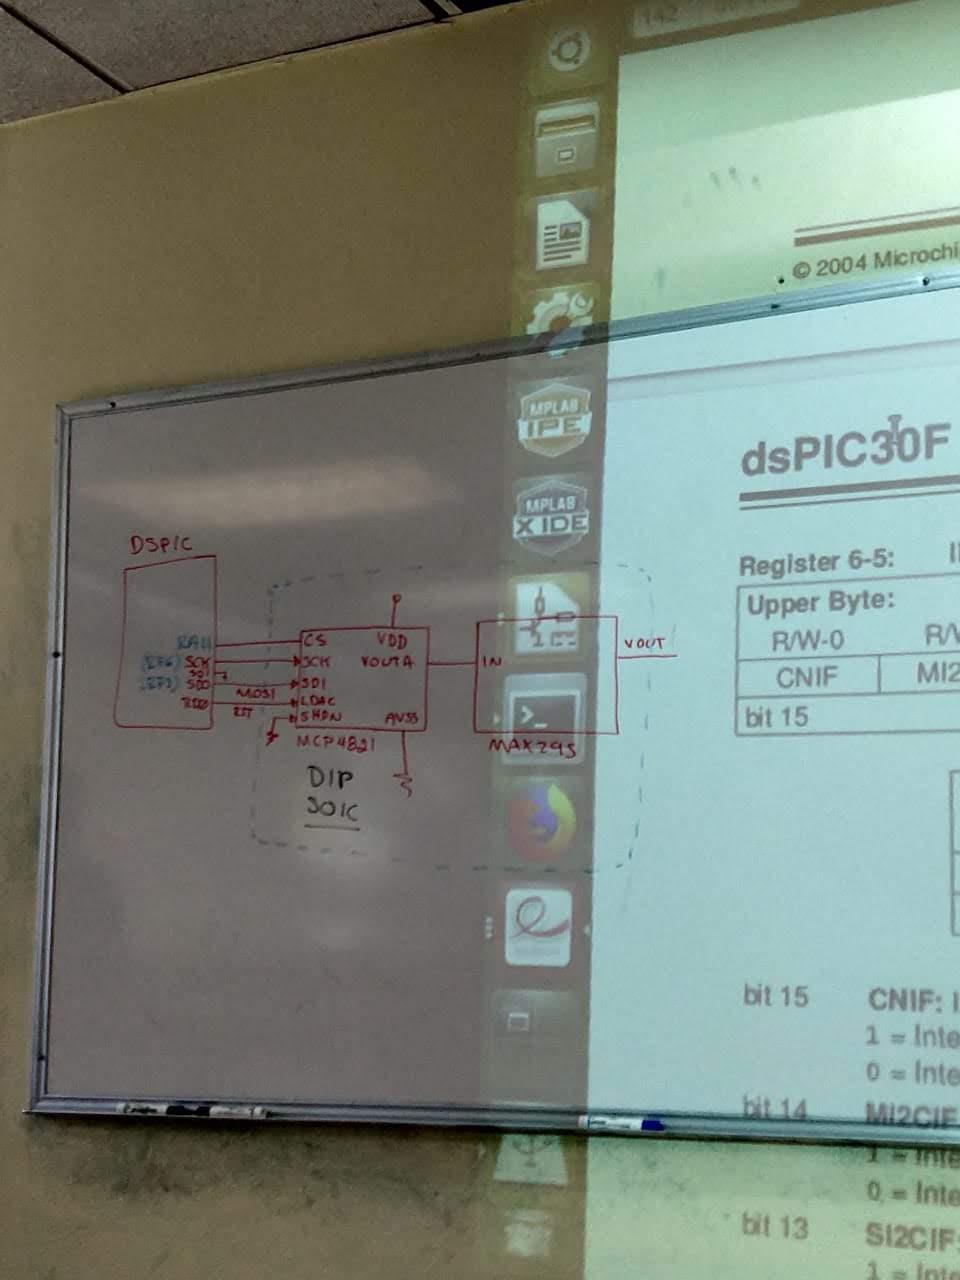 © 2004 Microchi
MPLAB
IPE
MPLAB
X IDE
dsPIC30F
Register 6-5:
Upper Byte:
R/W-0
CNIF
MI2
bit 15
bit 15
CNIF: I
1 = Inte
0 = Inte
bit 14
MI2CIF
1 = Inte
0 = Inte
bit 13
SI2CIF:
1 = Inte
DSPIC
RA11
SCK
SDI
SDO
MOSI
RST
CS
SCK
SDI
LDAC
SHDN
VDD
VOUTA
AVSS
MCP4821
DIP
SOIC
IN
MAX295
VOUT